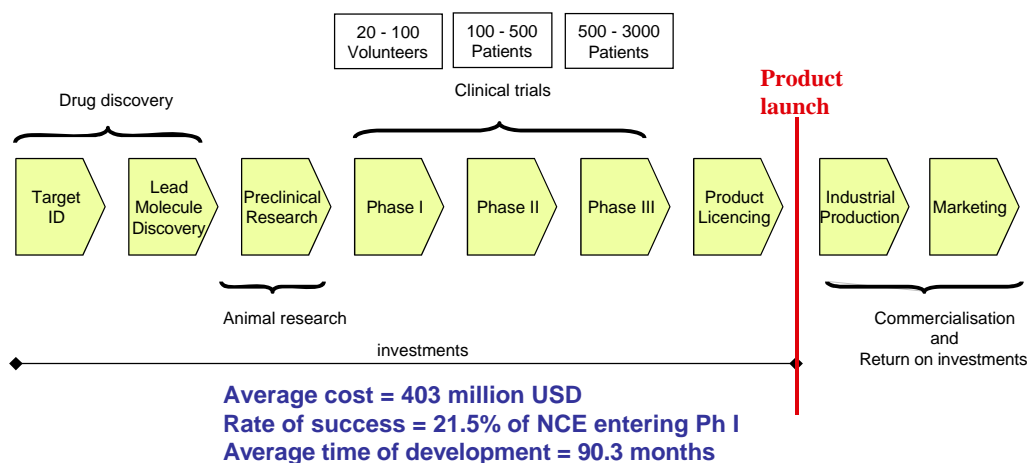 20 - 100
Volunteers
100 - 500
Patients
500 - 3000
Patients
Drug discovery
Clinical trials
Product
launch
Target
ID
Lead
Molecule
Discovery
Preclinical
Research
Phase I
Phase II
Phase III
Product
Licencing
Industrial
Production
Marketing
Animal research
Commercialisation
and
Return on investments
investments
Average cost = 403 million USD
Rate of success = 21.5% of NCE entering Ph I
Average time of development = 90.3 months